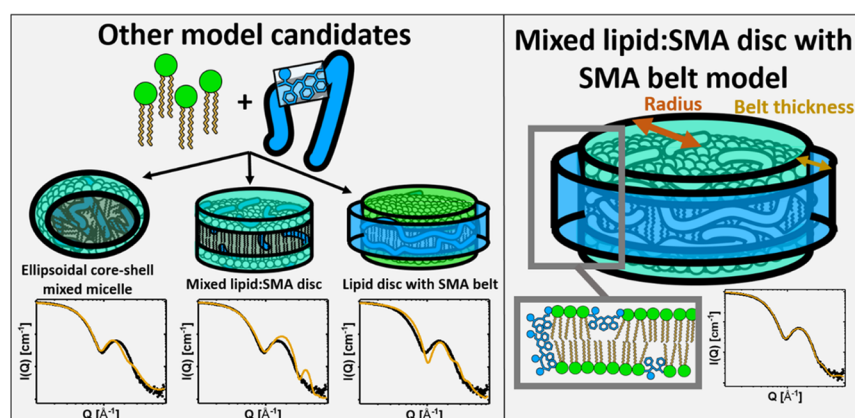 Other model candidates
+
Ellipsoidal core-shell
mixed micelle
Mixed lipid:SMA disc
Lipid disc with SMA belt
I(Q) [cm⁻¹]
Q [Å⁻¹]
I(Q) [cm⁻¹]
Q [Å⁻¹]
I(Q) [cm⁻¹]
Q [Å⁻¹]
Mixed lipid:SMA disc with
SMA belt model
Radius
Belt thickness
I(Q) [cm⁻¹]
Q [Å⁻¹]